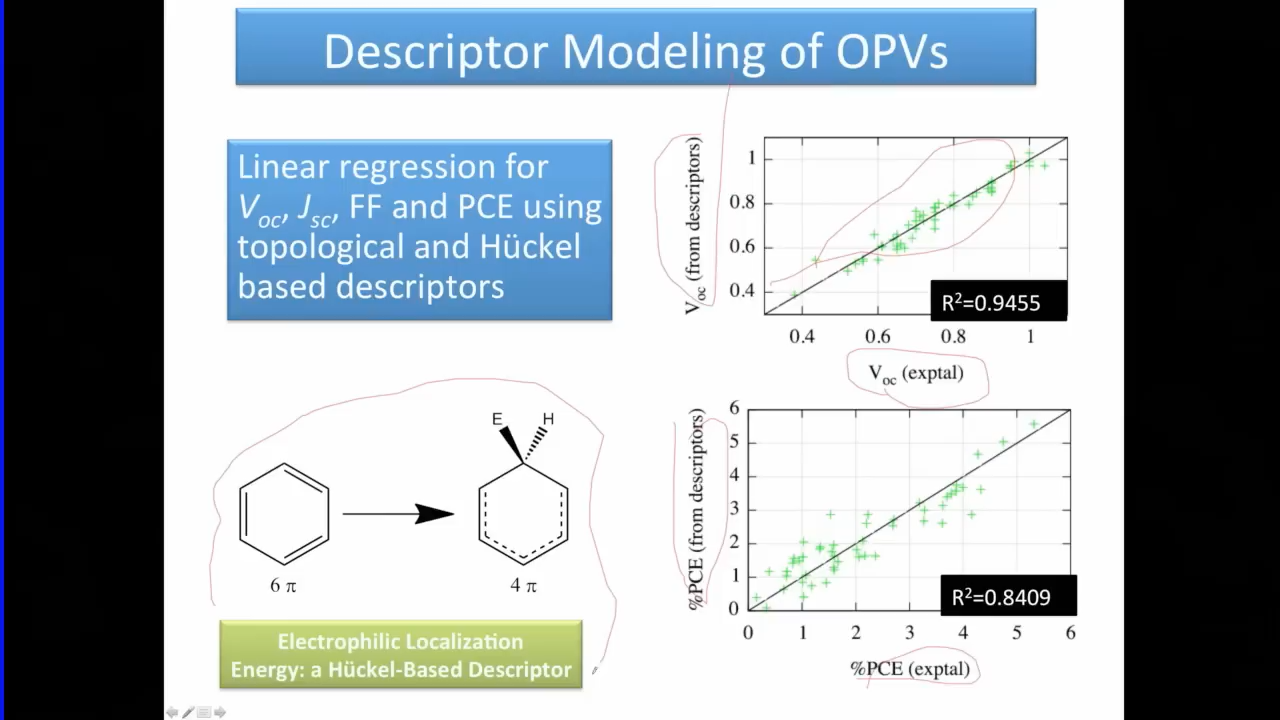 Descriptor Modeling of OPVs
Linear regression for
Voc, Jsc, FF and PCE using
topological and Hückel
based descriptors
Voc (from descriptors)
1
0.8
0.6
0.4
R²=0.9455
0.4 0.6 0.8 1
Voc (exptal)
E H
6 π
4 π
Electrophilic Localization
Energy: a Hückel-Based Descriptor
%PCE (from descriptors)
6
5
4
3
2
1
0
R²=0.8409
0 1 2 3 4 5 6
%PCE (exptal)